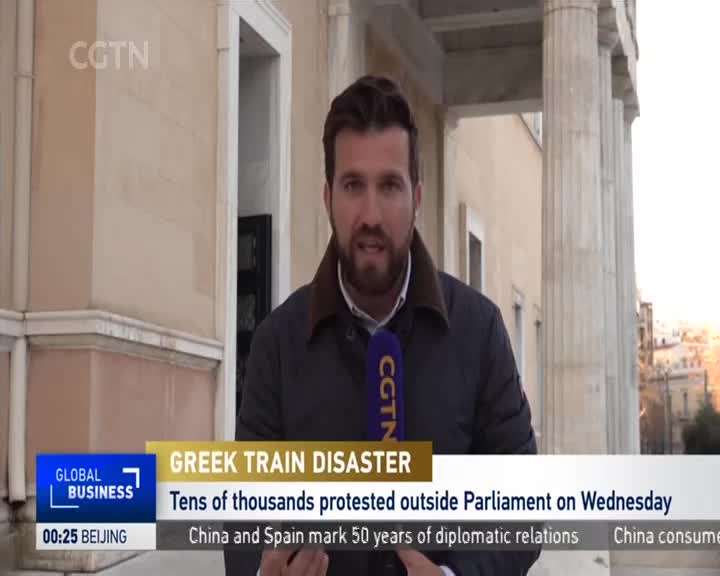 CGTN
CGTN
GREEK TRAIN DISASTER
GLOBAL
BUSINESS
Tens of thousands protested outside Parliament on Wednesday
00:25 BEIJING
China and Spain mark 50 years of diplomatic relations
China consume